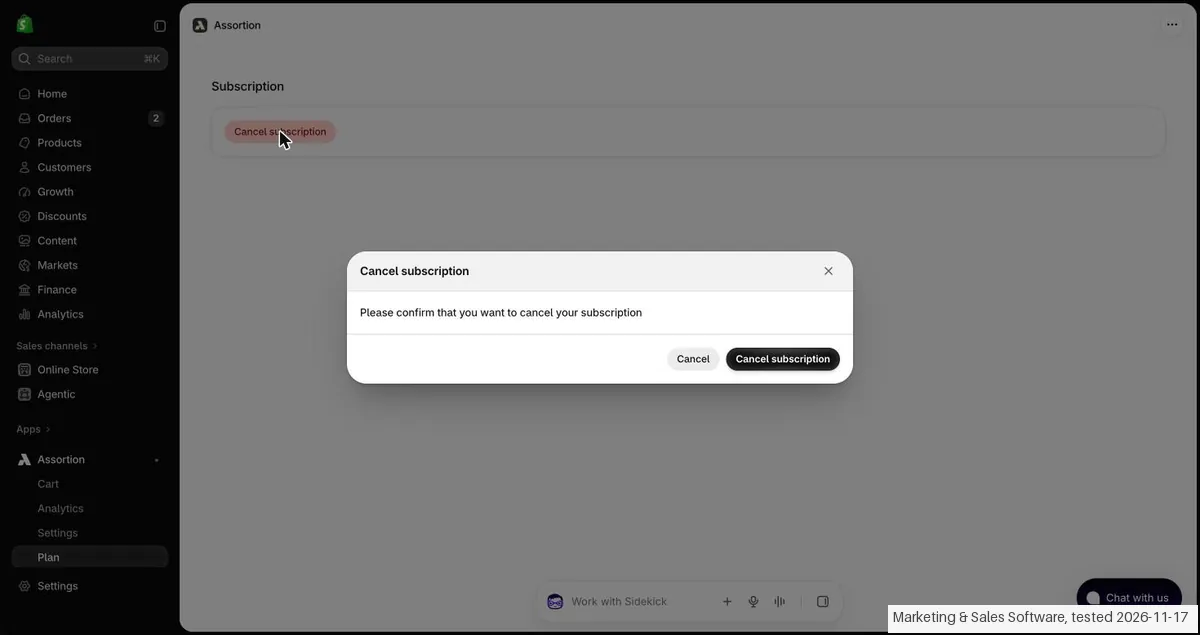 Assortion
Search ⌘K
Home
Orders 2
Products
Customers
Growth
Discounts
Content
Markets
Finance
Analytics
Sales channels
Online Store
Agentic
Apps
Assortion
Cart
Analytics
Settings
Plan
Settings
Subscription
Cancel subscription
Cancel subscription
Please confirm that you want to cancel your subscription
Cancel Cancel subscription
Work with Sidekick
Chat with us
Marketing & Sales Software, tested 2026-11-17